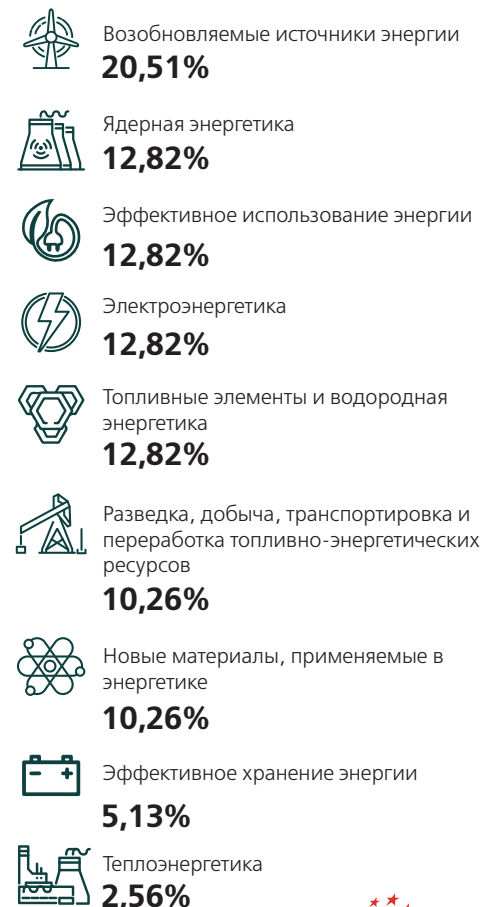 Возобновляемые источники энергии
20,51%
Ядерная энергетика
12,82%
Эффективное использование энергии
12,82%
Электроэнергетика
12,82%
Топливные элементы и водородная
энергетика
12,82%
Разведка, добыча, транспортировка и
переработка топливно-энергетических
ресурсов
10,26%
Новые материалы, применяемые в
энергетике
10,26%
Эффективное хранение энергии
5,13%
Теплоэнергетика
2,56%